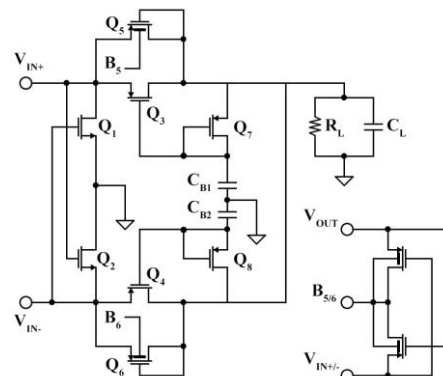 Q5
VIN+
B5
Q3
Q1
Q7
RL
CL
CB1
CB2
VOUT
Q2
Q4
Q8
B5/6
B6
VIN-
Q6
VIN+/-